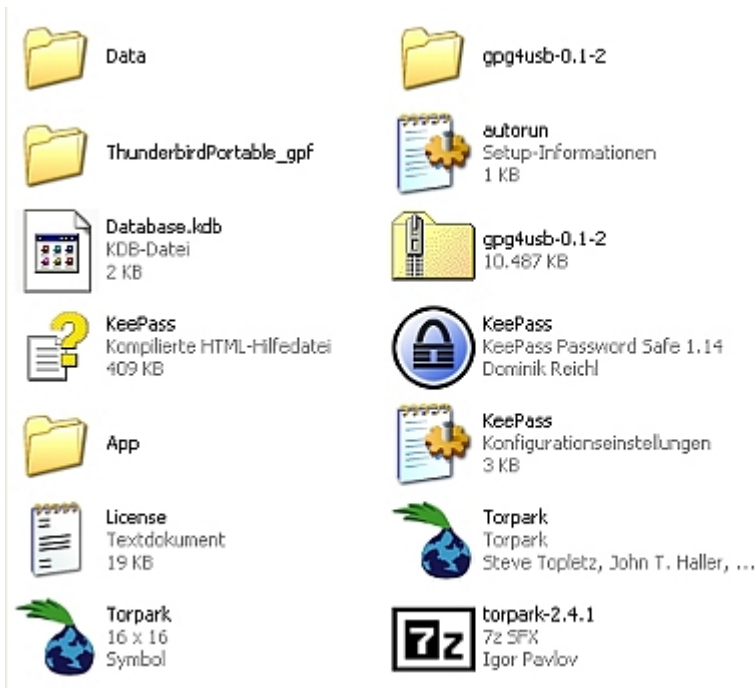 Data
gpg4usb-0.1-2
ThunderbirdPortable_gpf
autorun
Setup-Informationen
1 KB
Database.kdb
KDB-Datei
2 KB
gpg4usb-0.1-2
10.487 KB
KeePass
Kompilierte HTML-Hilfedatei
409 KB
KeePass
KeePass Password Safe 1.14
Dominik Reichl
App
KeePass
Konfigurationseinstellungen
3 KB
License
Textdokument
19 KB
Torpark
Torpark
Steve Topletz, John T. Haller, ...
Torpark
16 x 16
Symbol
7z
torpark-2.4.1
7z SFX
Igor Pavlov